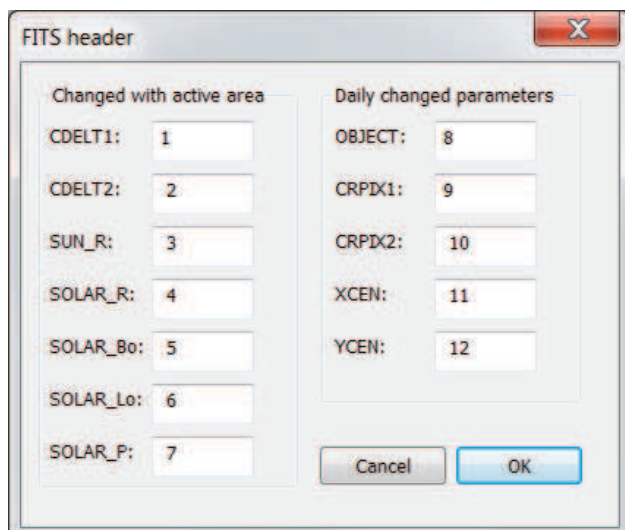 FITS header
Changed with active area
CDELT1: 1
CDELT2: 2
SUN_R: 3
SOLAR_R: 4
SOLAR_Bo: 5
SOLAR_Lo: 6
SOLAR_P: 7
Daily changed parameters
OBJECT: 8
CRPIX1: 9
CRPIX2: 10
XCEN: 11
YCEN: 12
Cancel
OK